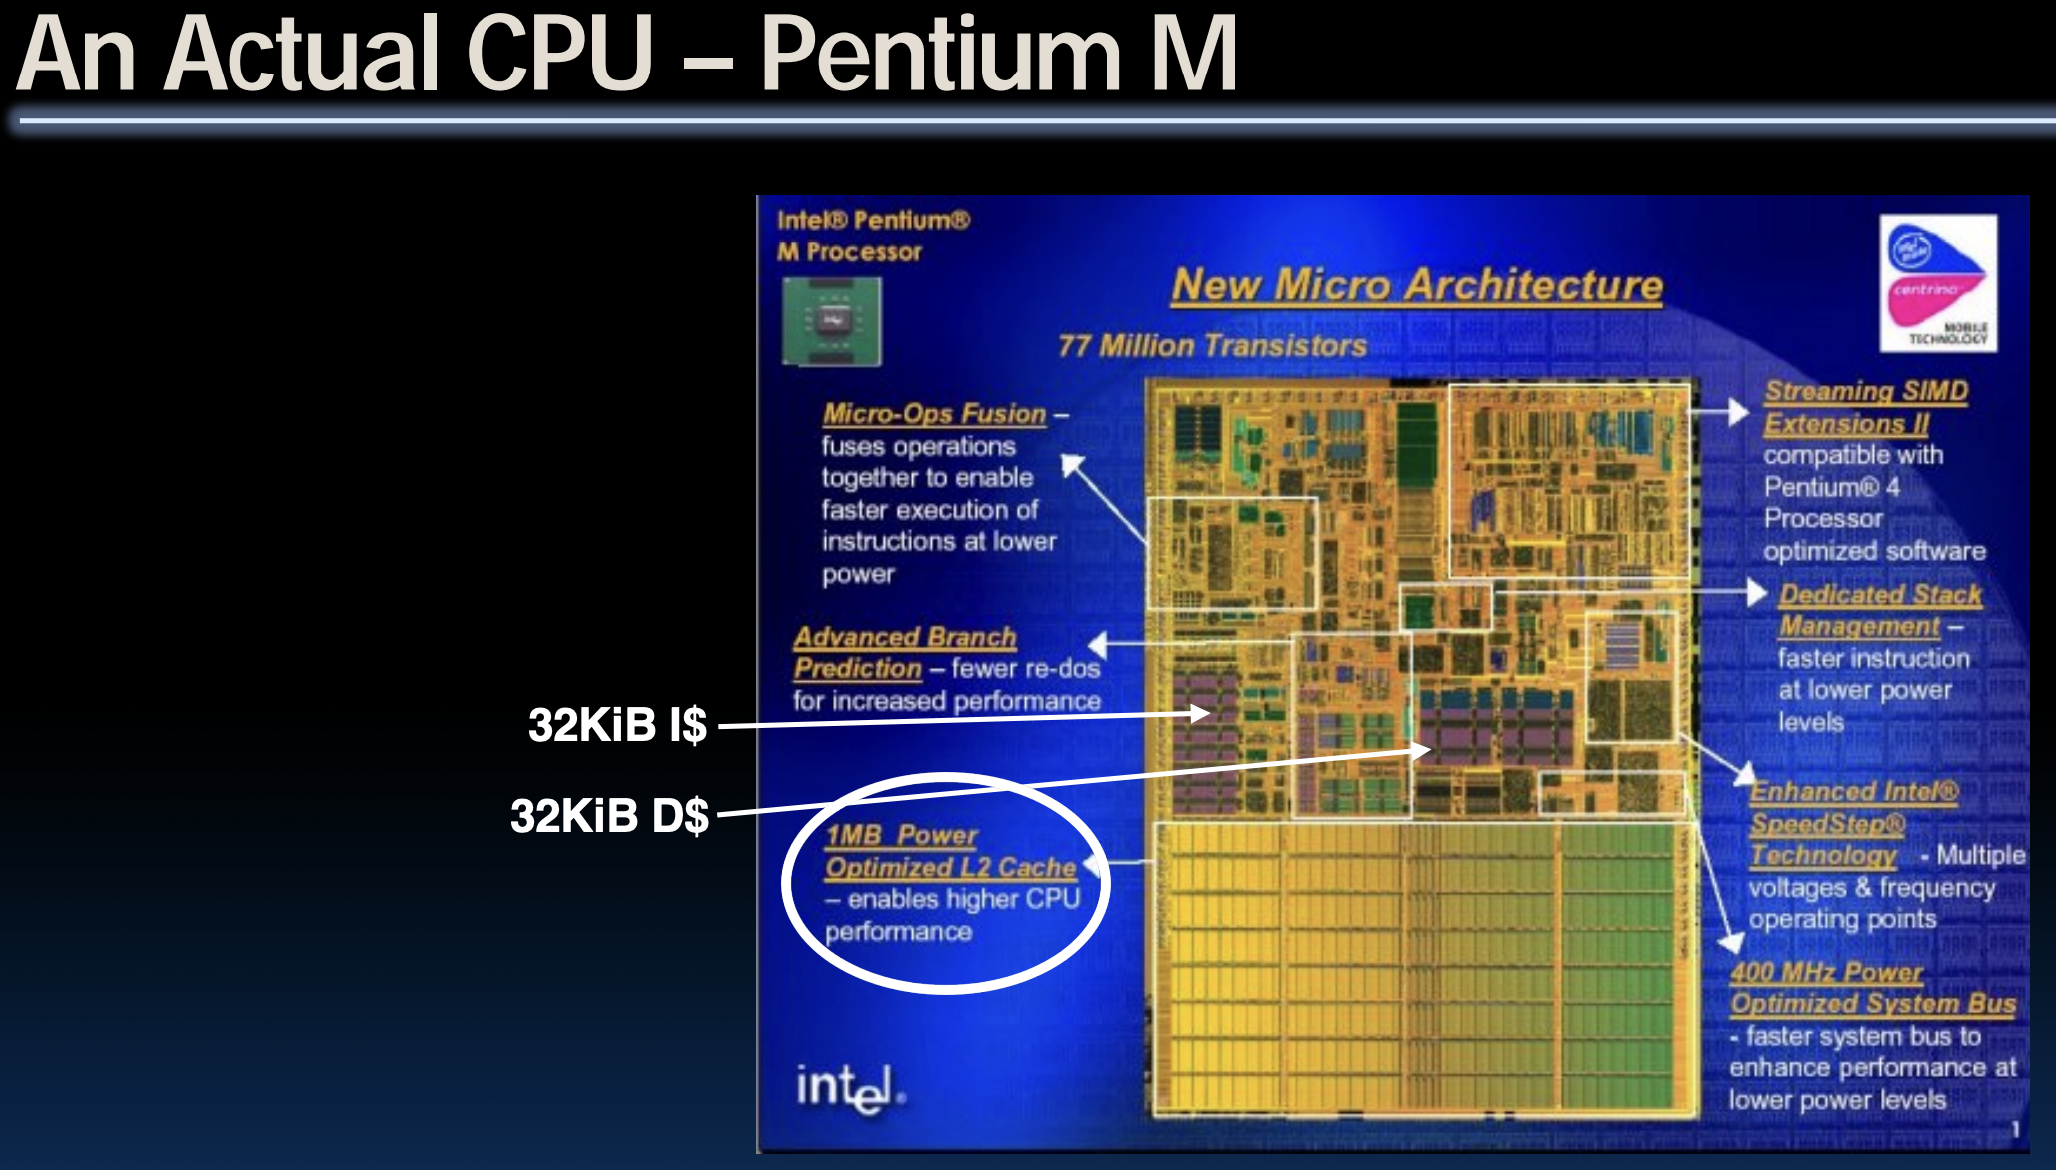 An Actual CPU – Pentium M
Intel® Pentium®
M Processor
intel
New Micro Architecture
77 Million Transistors
intel
inside
centrino
MOBILE
TECHNOLOGY
Micro-Ops Fusion –
fuses operations
together to enable
faster execution of
instructions at lower
power
Advanced Branch
Prediction – fewer re-dos
for increased performance
32KiB I$
32KiB D$
1MB Power
Optimized L2 Cache
– enables higher CPU
performance
Streaming SIMD
Extensions II
compatible with
Pentium® 4
Processor
optimized software
Dedicated Stack
Management –
faster instruction
at lower power
levels
Enhanced Intel®
SpeedStep®
Technology - Multiple
voltages & frequency
operating points
400 MHz Power
Optimized System Bus
- faster system bus to
enhance performance at
lower power levels
intel®
1